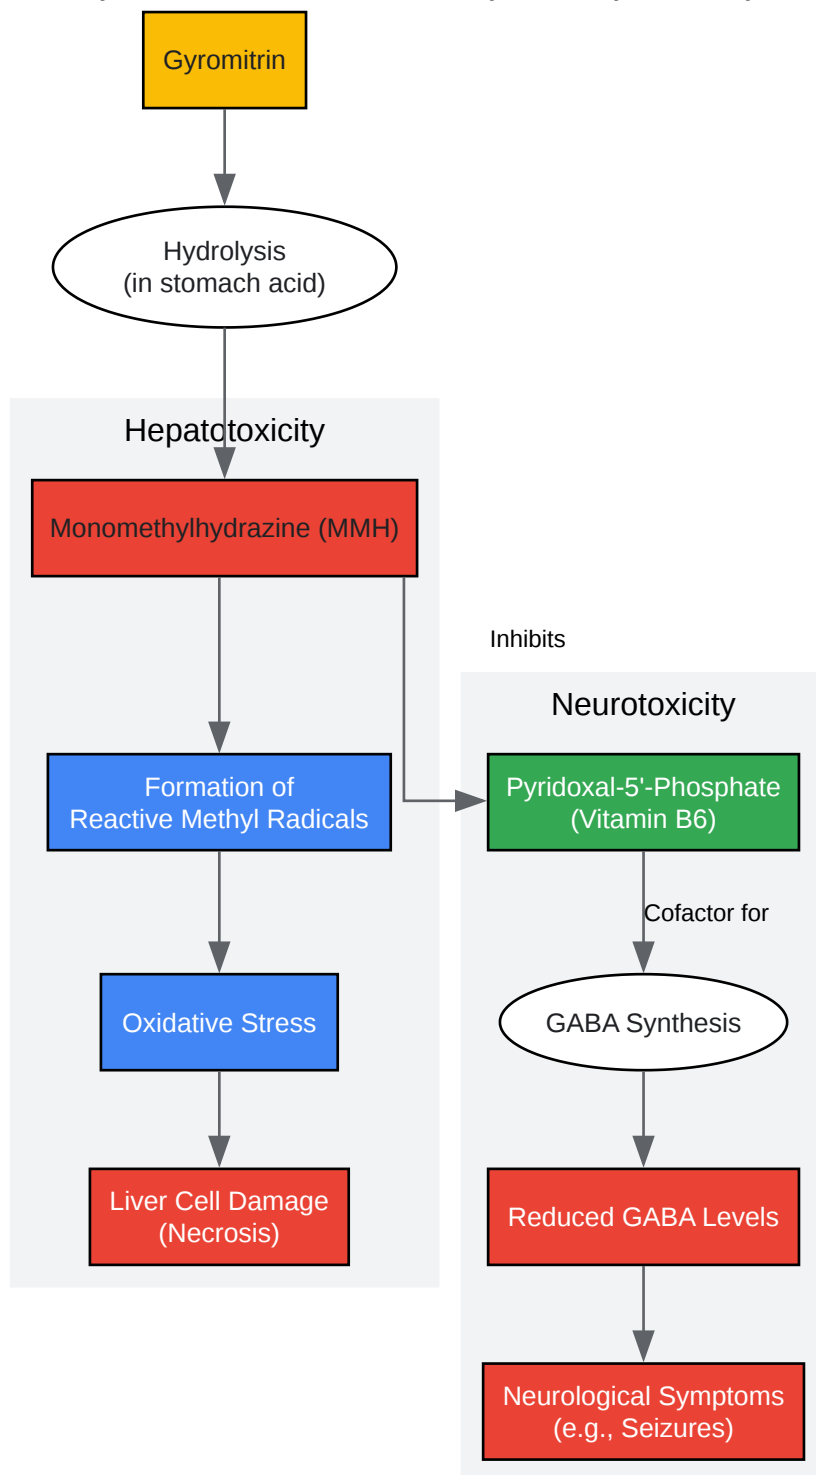 Gyromitrin
Hydrolysis
(in stomach acid)
Hepatotoxicity
Monomethylhydrazine (MMH)
Inhibits
Neurotoxicity
Formation of
Reactive Methyl Radicals
Pyridoxal-5'-Phosphate
(Vitamin B6)
Cofactor for
Oxidative Stress
GABA Synthesis
Liver Cell Damage
(Necrosis)
Reduced GABA Levels
Neurological Symptoms
(e.g., Seizures)